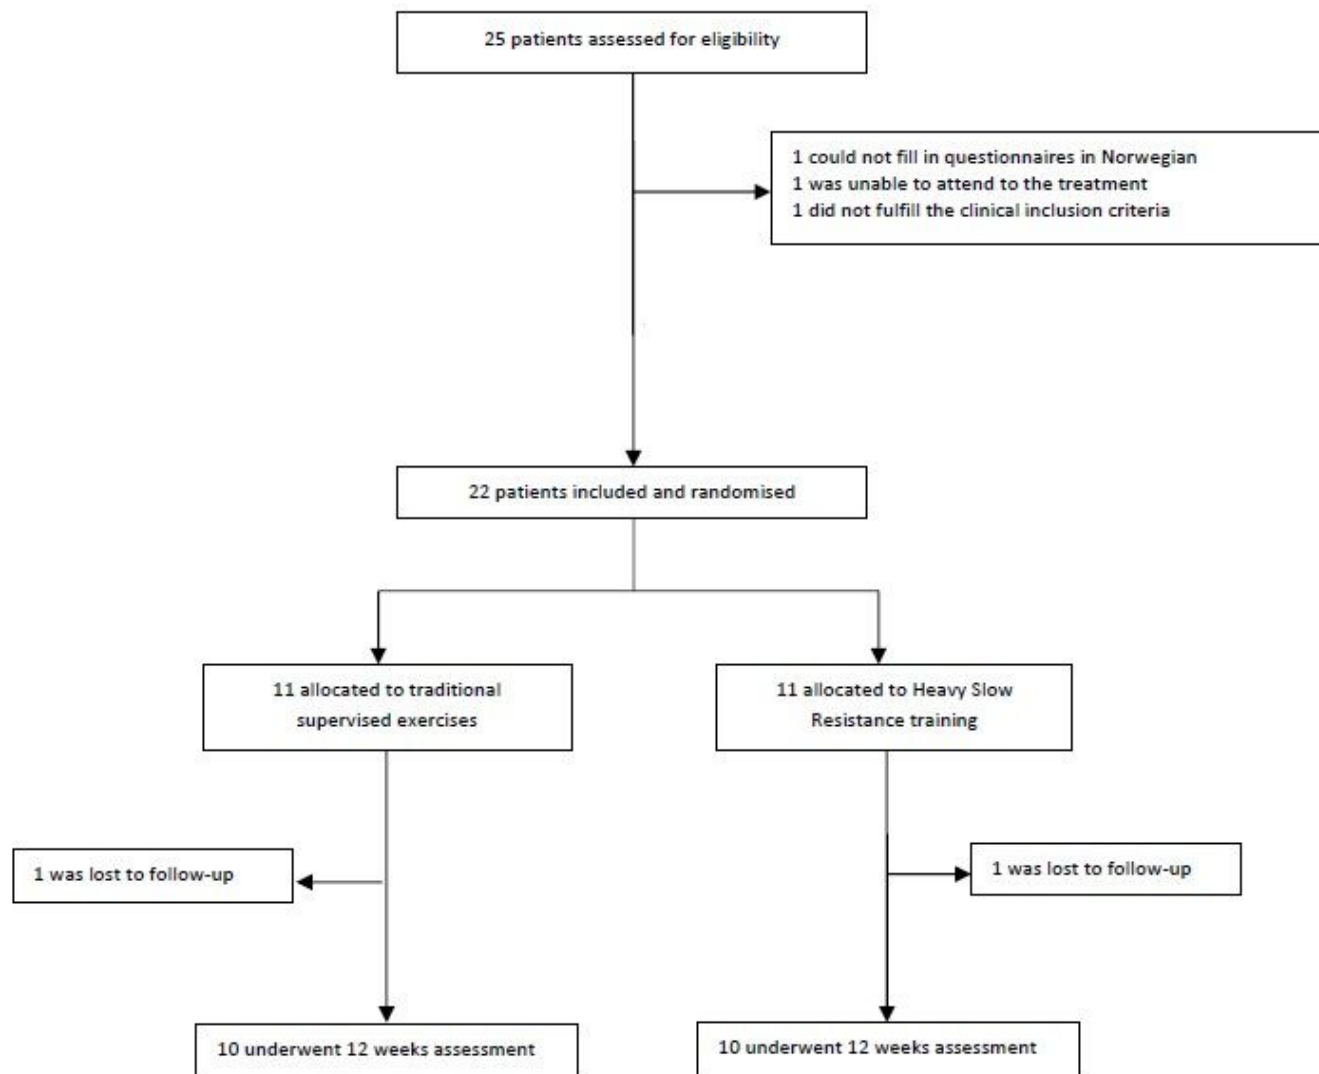 25 patients assessed for eligibility
1 could not fill in questionnaires in Norwegian
1 was unable to attend to the treatment
1 did not fulfill the clinical inclusion criteria
22 patients included and randomised
11 allocated to traditional
supervised exercises
11 allocated to Heavy Slow
Resistance training
1 was lost to follow-up
1 was lost to follow-up
10 underwent 12 weeks assessment
10 underwent 12 weeks assessment